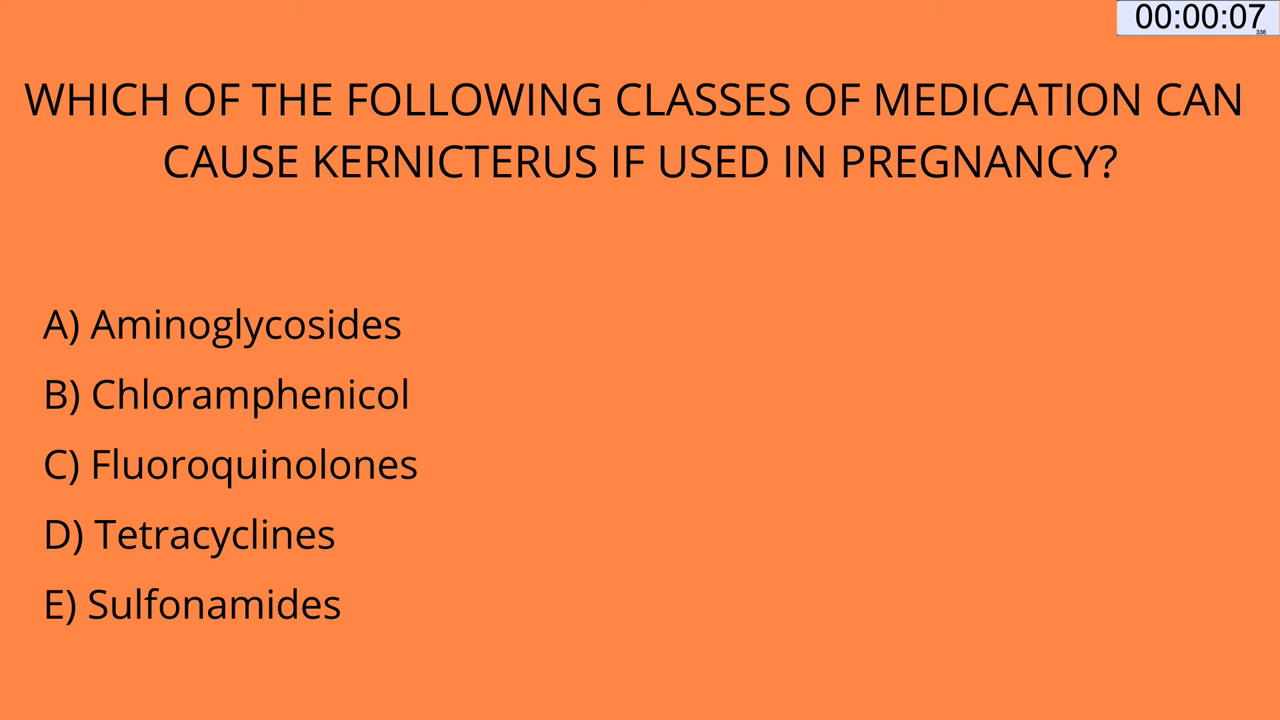 00:00:07
336
WHICH OF THE FOLLOWING CLASSES OF MEDICATION CAN
CAUSE KERNICTERUS IF USED IN PREGNANCY?
A) Aminoglycosides
B) Chloramphenicol
C) Fluoroquinolones
D) Tetracyclines
E) Sulfonamides